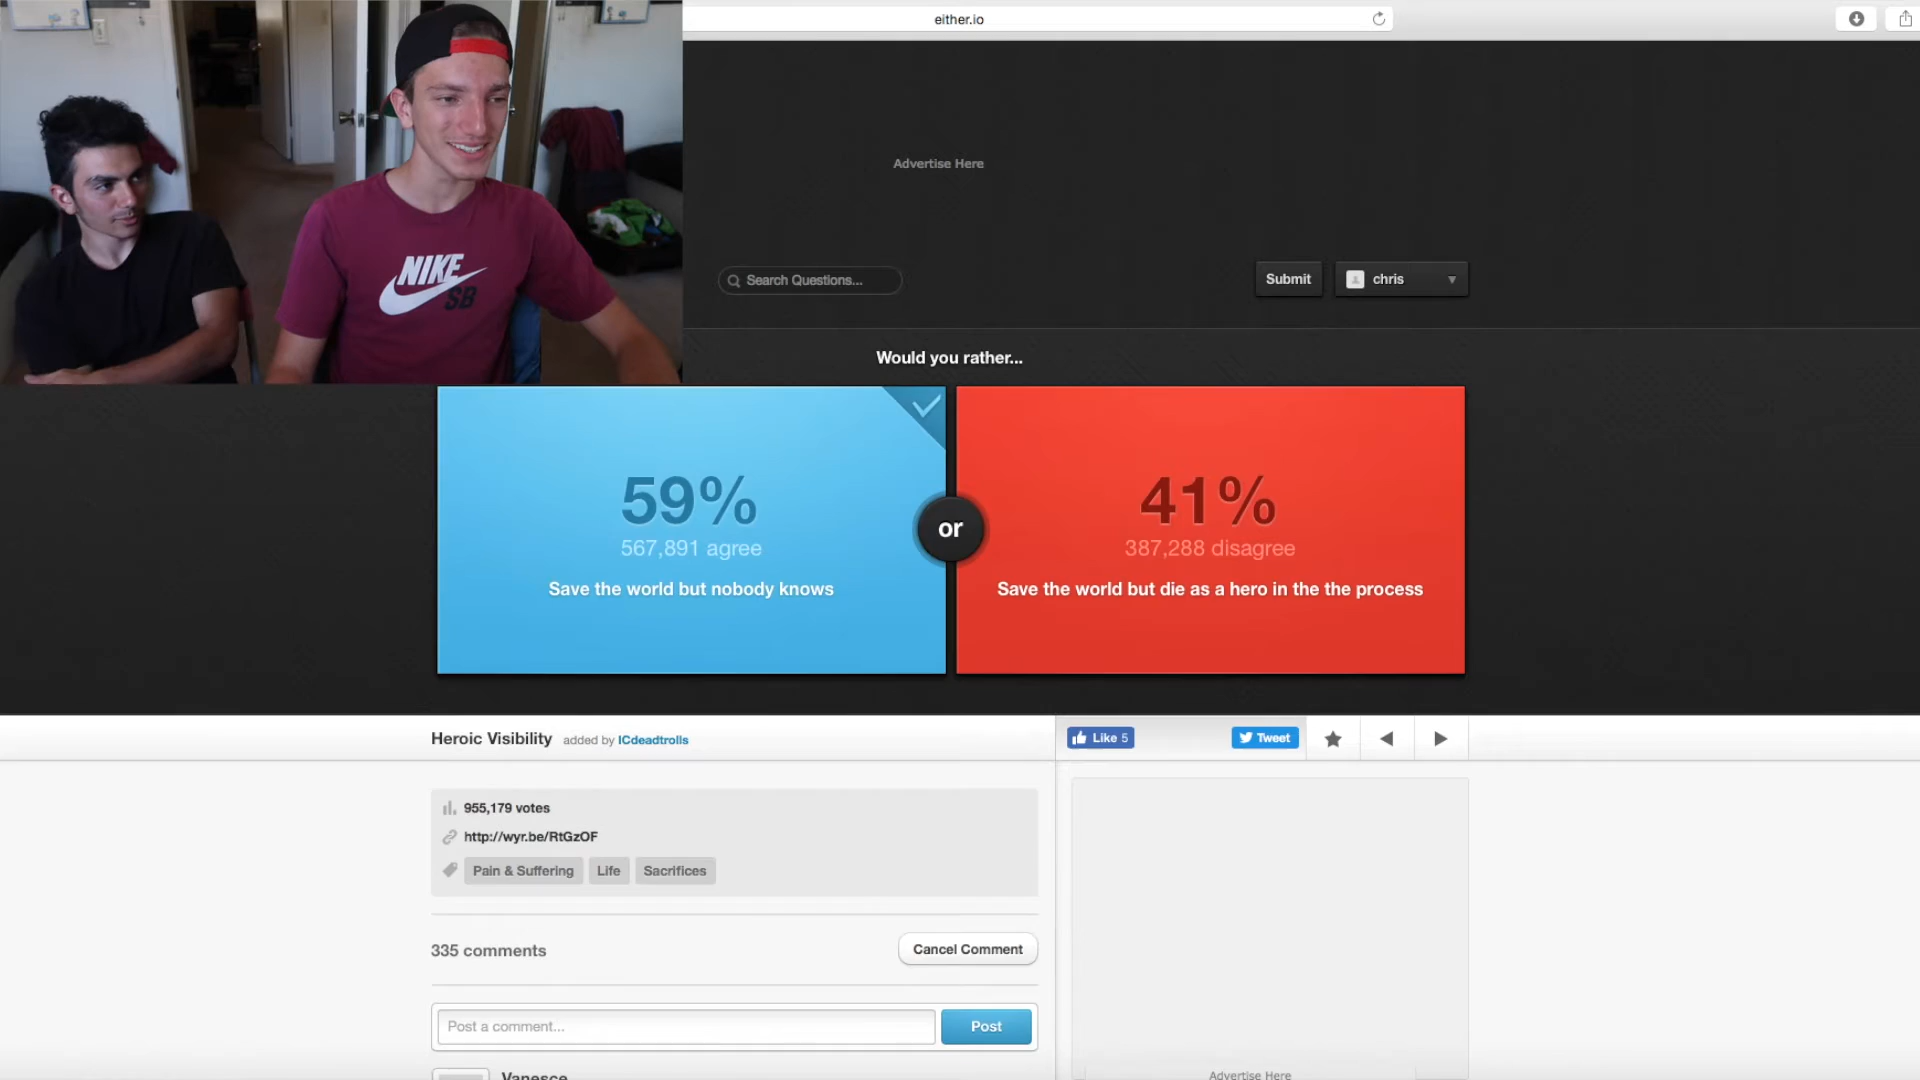 either.io
Advertise Here
NIKE
SB
Search Questions...
Submit
chris
Would you rather...
59%
567,891 agree
Save the world but nobody knows
or
41%
387,288 disagree
Save the world but die as a hero in the the process
Heroic Visibility added by ICdeadtrolls
Like 5
Tweet
955,179 votes
http://wyr.be/RtGzOF
Pain & Suffering Life Sacrifices
335 comments
Cancel Comment
Post a comment...
Post
Vanesce
Advertise Here